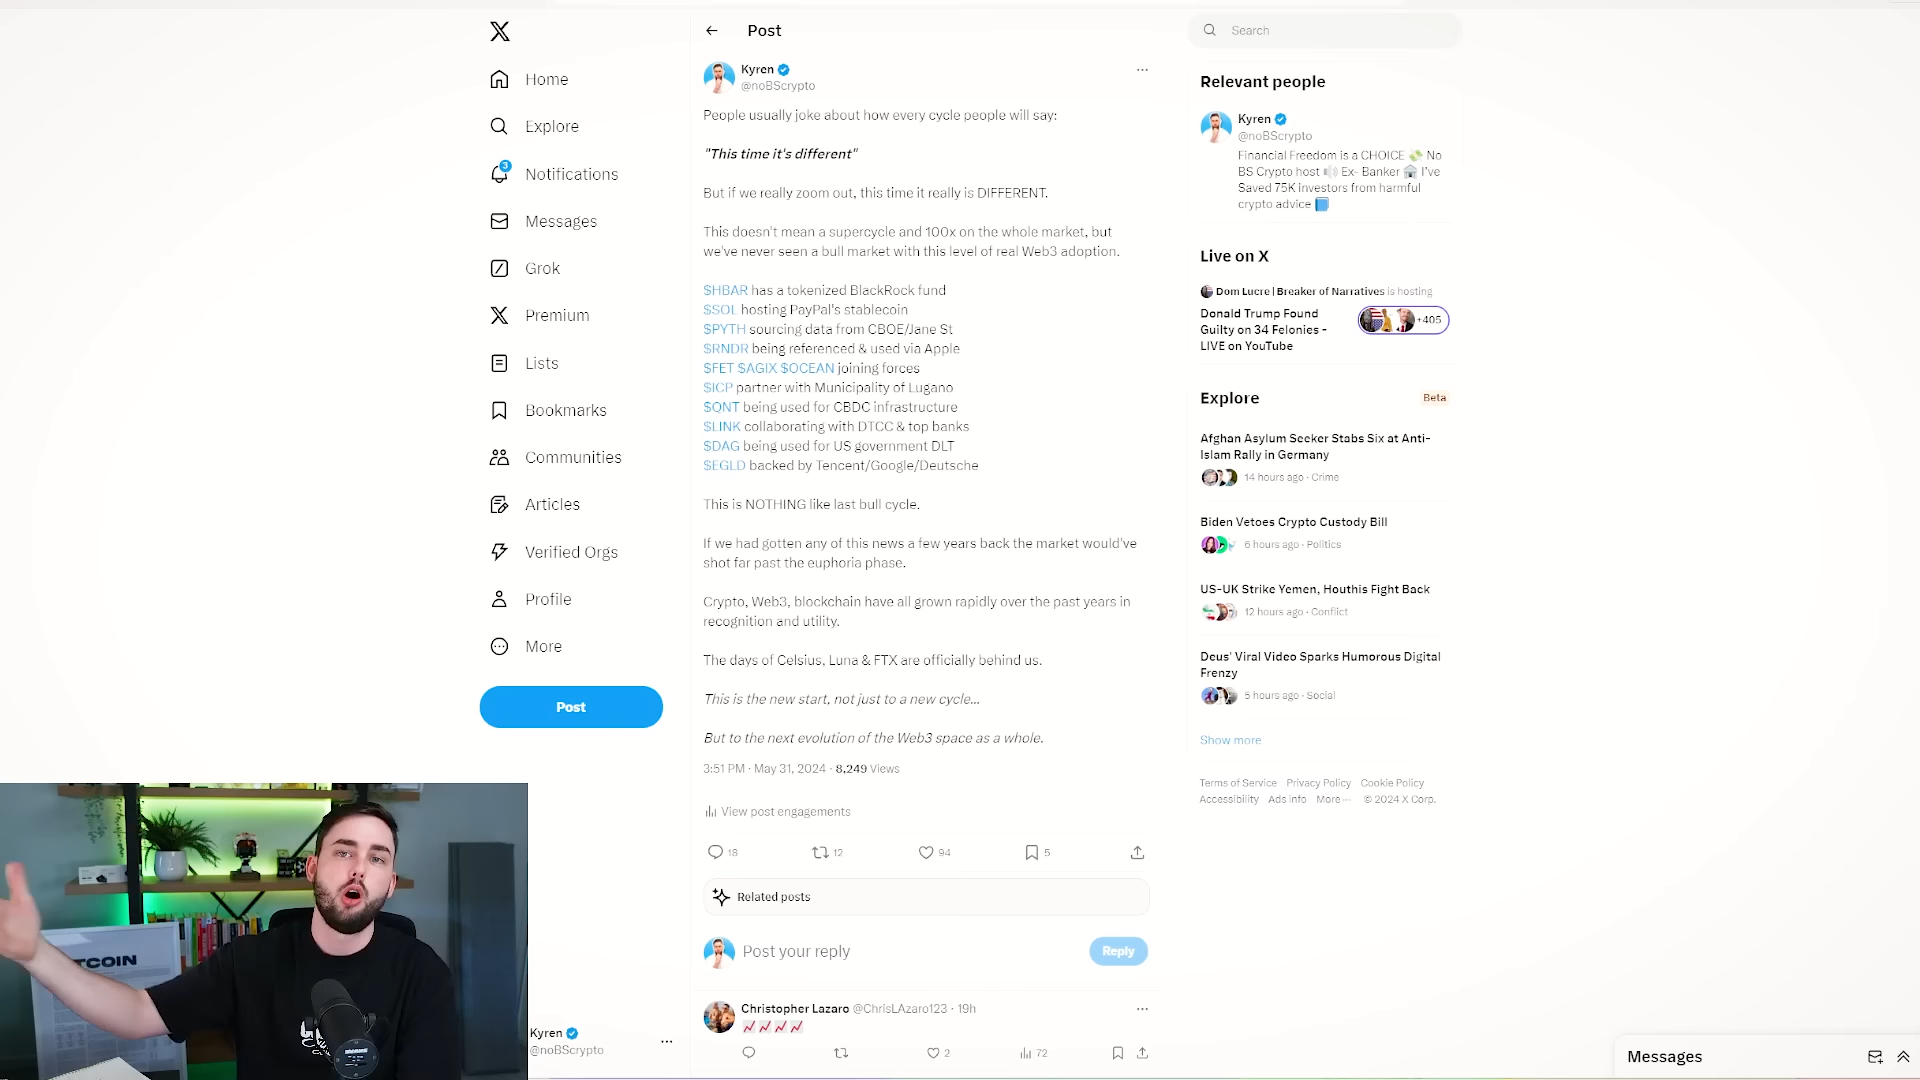 Post
Search
Home
Explore
3
Notifications
Messages
Grok
Premium
Lists
Bookmarks
Communities
Articles
Verified Orgs
Profile
More
Post
Kyren
@noBScrypto
People usually joke about how every cycle people will say:
"This time it's different"
But if we really zoom out, this time it really is DIFFERENT.
This doesn't mean a supercycle and 100x on the whole market, but
we've never seen a bull market with this level of real Web3 adoption.
$HBAR has a tokenized BlackRock fund
$SOL hosting PayPal's stablecoin
$PYTH sourcing data from CBOE/Jane St
$RNDR being referenced & used via Apple
$FET $AGIX $OCEAN joining forces
$ICP partner with Municipality of Lugano
$QNT being used for CBDC infrastructure
$LINK collaborating with DTCC & top banks
$DAG being used for US government DLT
$EGLD backed by Tencent/Google/Deutsche
This is NOTHING like last bull cycle.
If we had gotten any of this news a few years back the market would've
shot far past the euphoria phase.
Crypto, Web3, blockchain have all grown rapidly over the past years in
recognition and utility.
The days of Celsius, Luna & FTX are officially behind us.
This is the new start, not just to a new cycle...
But to the next evolution of the Web3 space as a whole.
3:51 PM · May 31, 2024 · 8,249 Views
View post engagements
18
12
94
5
Related posts
Post your reply
Reply
Christopher Lazaro @ChrisLAzaro123 · 19h
2
72
Relevant people
Kyren
@noBScrypto
Financial Freedom is a CHOICE 💸 No
BS Crypto host 🔊 Ex- Banker 🏠 I've
Saved 75K investors from harmful
crypto advice 📘
Live on X
Dom Lucre | Breaker of Narratives is hosting
Donald Trump Found
Guilty on 34 Felonies -
LIVE on YouTube
+405
Explore
Beta
Afghan Asylum Seeker Stabs Six at Anti-
Islam Rally in Germany
14 hours ago · Crime
Biden Vetoes Crypto Custody Bill
6 hours ago · Politics
US-UK Strike Yemen, Houthis Fight Back
12 hours ago · Conflict
Deus' Viral Video Sparks Humorous Digital
Frenzy
5 hours ago · Social
Show more
Terms of Service Privacy Policy Cookie Policy
Accessibility Ads info More ··· © 2024 X Corp.
TCOIN
Kyren
@noBScrypto
Messages